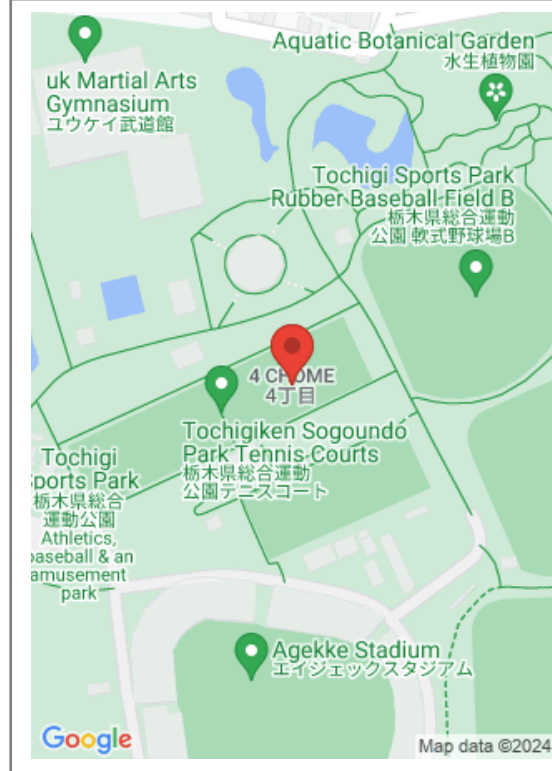 Aquatic Botanical Garden
水生植物園
uk Martial Arts
Gymnasium
ユウケイ武道館
Tochigi Sports Park
Rubber Baseball Field B
栃木県総合運動
公園 軟式野球場B
4 CHOME
4丁目
Tochigiken Sogoundō
Park Tennis Courts
栃木県総合運動
公園テニスコート
Tochigi
Sports Park
栃木県総合
運動公園
Athletics,
baseball & an
amusement
park
Agekke Stadium
エイジェックスタジアム
Google
Map data ©2024